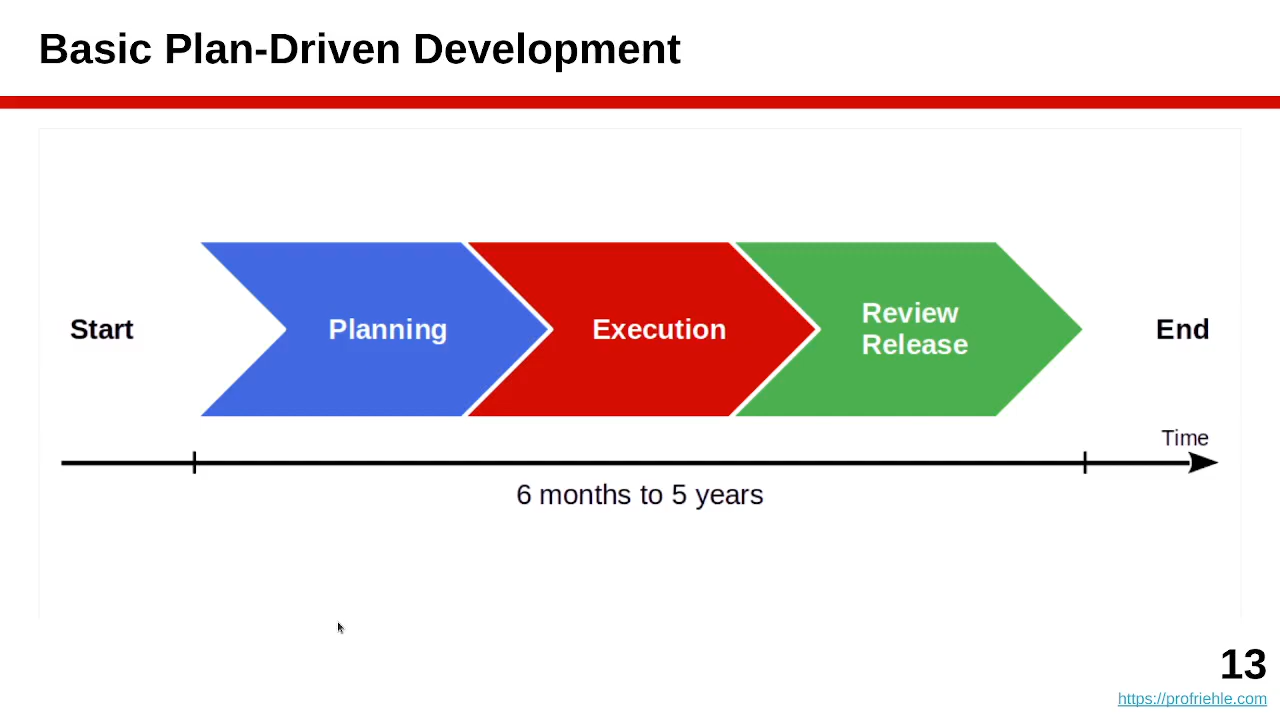 Basic Plan-Driven Development
Start
Planning
Execution
Review
Release
End
Time
6 months to 5 years
13
https://profriehle.com